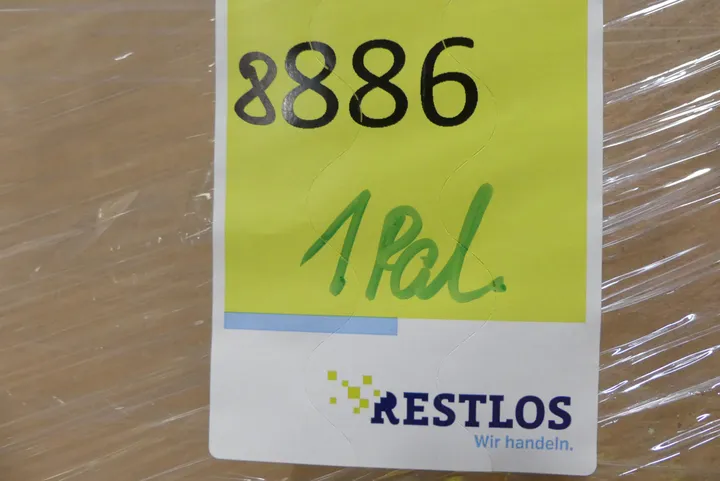 8886
1 Pal.
RESTLOS
Wir handeln.